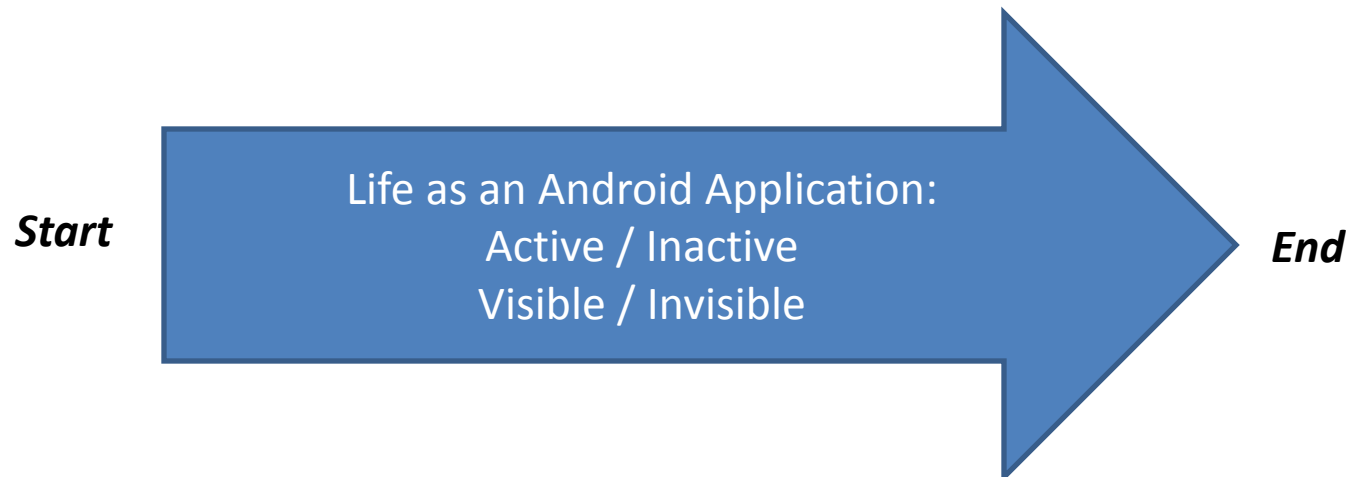 Life as an Android Application:
Start
Active / Inactive
End
Visible / Invisible